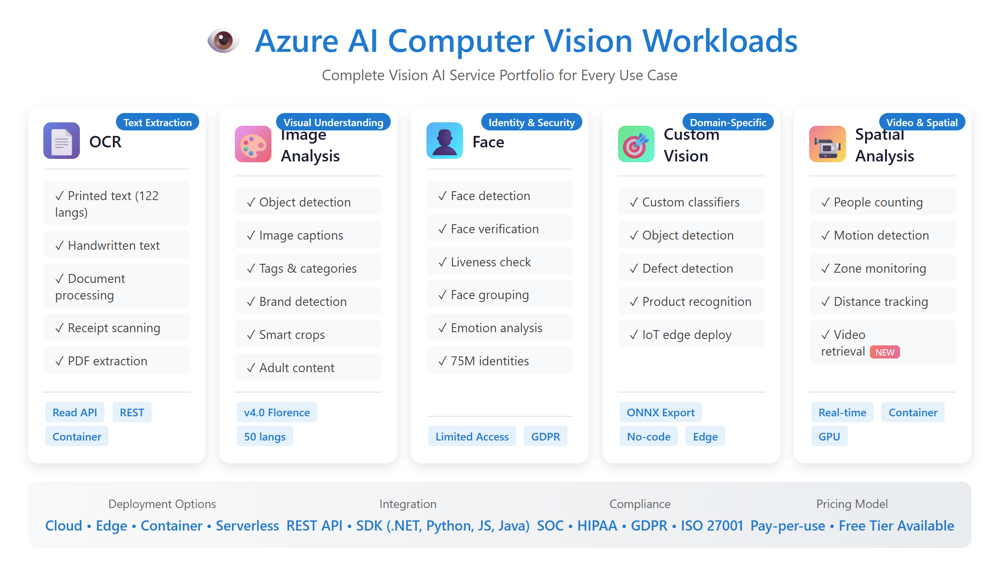 Azure AI Computer Vision Workloads
Complete Vision AI Service Portfolio for Every Use Case
Text Extraction
OCR
✓ Printed text (122
langs)
✓ Handwritten text
✓ Document
processing
✓ Receipt scanning
✓ PDF extraction
Read API
REST
Container
Visual Understanding
Image
Analysis
✓ Object detection
✓ Image captions
✓ Tags & categories
✓ Brand detection
✓ Smart crops
✓ Adult content
v4.0 Florence
50 langs
Identity & Security
Face
✓ Face detection
✓ Face verification
✓ Liveness check
✓ Face grouping
✓ Emotion analysis
✓ 75M identities
Limited Access
GDPR
Domain-Specific
Custom
Vision
✓ Custom classifiers
✓ Object detection
✓ Defect detection
✓ Product recognition
✓ IoT edge deploy
ONNX Export
No-code
Edge
Video & Spatial
Spatial
Analysis
✓ People counting
✓ Motion detection
✓ Zone monitoring
✓ Distance tracking
✓ Video
retrieval NEW
Real-time
Container
GPU
Deployment Options
Cloud • Edge • Container • Serverless
Integration
REST API • SDK (.NET, Python, JS, Java)
Compliance
SOC • HIPAA • GDPR • ISO 27001
Pricing Model
Pay-per-use • Free Tier Available